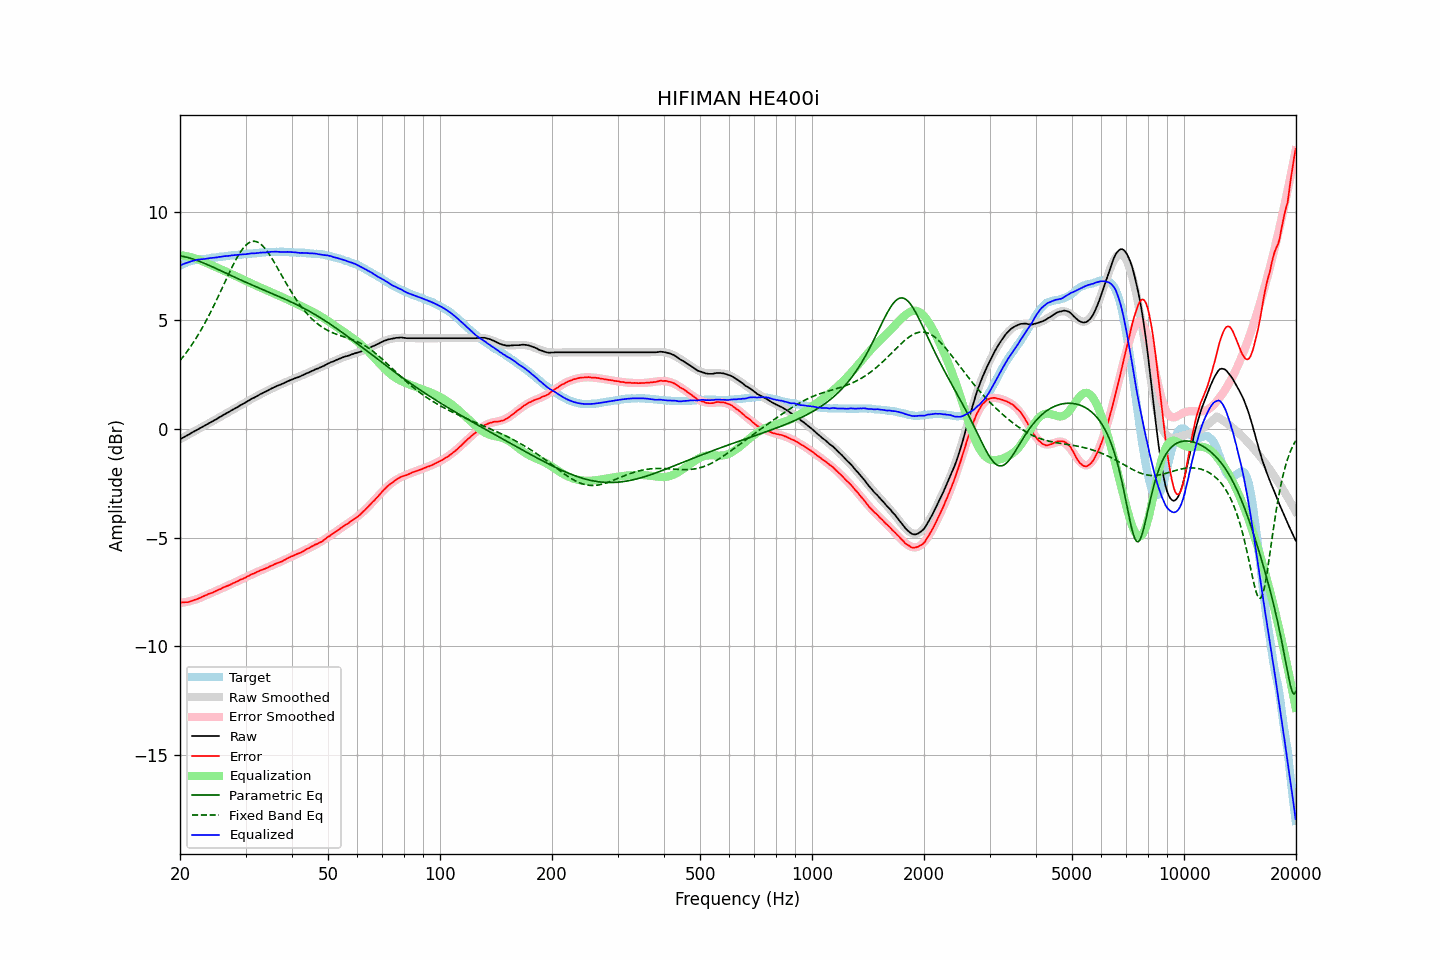 HIFIMAN HE400i
Amplitude (dBr)
10
5
0
−5
−10
−15
Target
Raw Smoothed
Error Smoothed
Raw
Error
Equalization
Parametric Eq
Fixed Band Eq
Equalized
20 50 100 200 500 1000 2000 5000 10000 20000
Frequency (Hz)